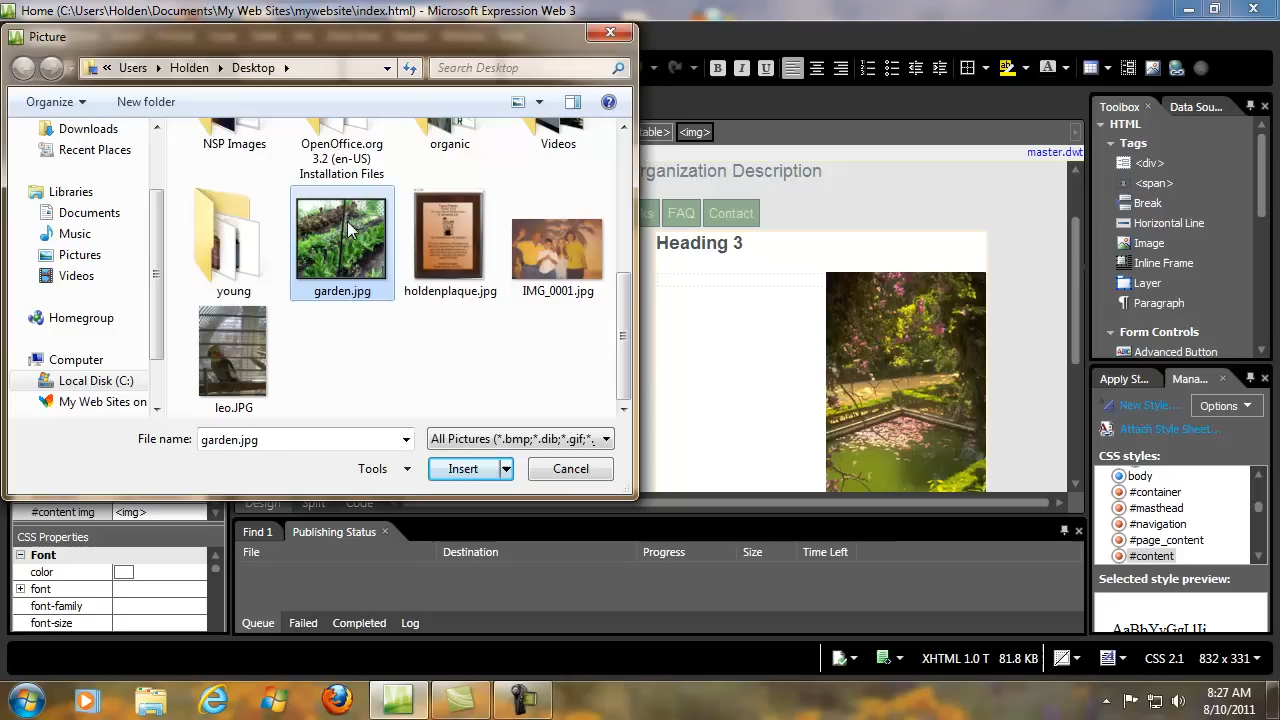 Home (C:\Users\Holden\Documents\My Web Sites\mywebsite\index.html) - Microsoft Expression Web 3
Picture
Users Holden Desktop
Search Desktop
Organize New folder
Downloads
Recent Places
Libraries
Documents
Music
Pictures
Videos
Homegroup
Computer
Local Disk (C:)
My Web Sites on
NSP Images
OpenOffice.org
3.2 (en-US)
Installation Files
organic
Videos
young
garden.jpg
holdenplaque.jpg
IMG_0001.jpg
leo.JPG
File name: garden.jpg
All Pictures (*.bmp;*.dib;*.gif;*.
Tools Insert Cancel
B I U
table> <img>
master.dwt
rganization Description
ks FAQ Contact
Heading 3
Toolbox Data Sou...
HTML
Tags
<div>
<span>
Break
Horizontal Line
Image
Inline Frame
Layer
Paragraph
Form Controls
Advanced Button
Apply St... Mana...
New Style... Options
Attach Style Sheet...
CSS styles:
body
#container
#masthead
#navigation
#page_content
#content
Selected style preview:
AaBbYyGgLlJj
Design Split Code
#content img <img>
CSS Properties
Font
color
font
font-family
font-size
Find 1 Publishing Status
File Destination Progress Size Time Left
Queue Failed Completed Log
XHTML 1.0 T 81.8 KB CSS 2.1 832 x 331
8:27 AM
8/10/2011